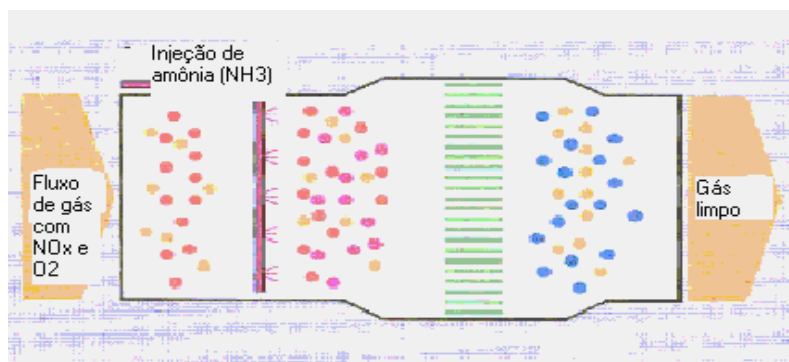 Injeção de
amônia (NH3)
Fluxo
de gás
com
NOx e
O2
Gás
limpo